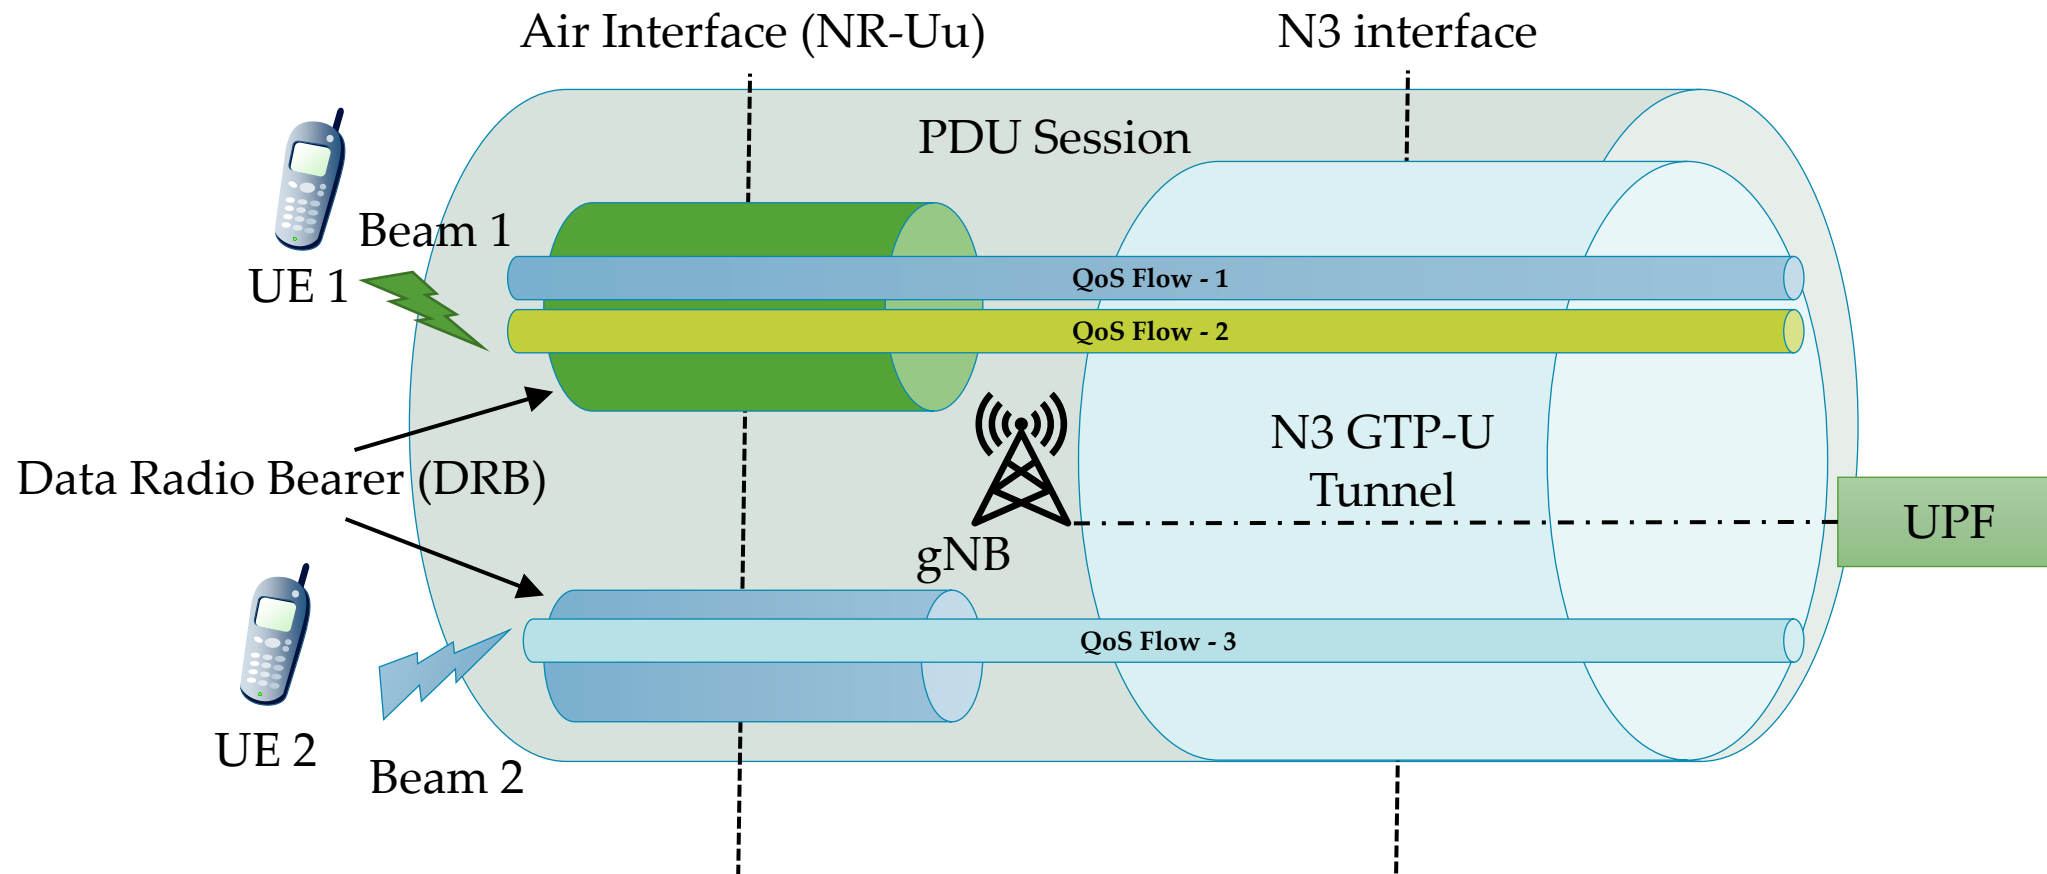 Air Interface (NR-Uu)
N3 interface
PDU Session
Beam 1
UE 1
QoS Flow - 1
QoS Flow - 2
Data Radio Bearer (DRB)
N3 GTP-U
Tunnel
UPF
gNB
QoS Flow - 3
UE 2
Beam 2